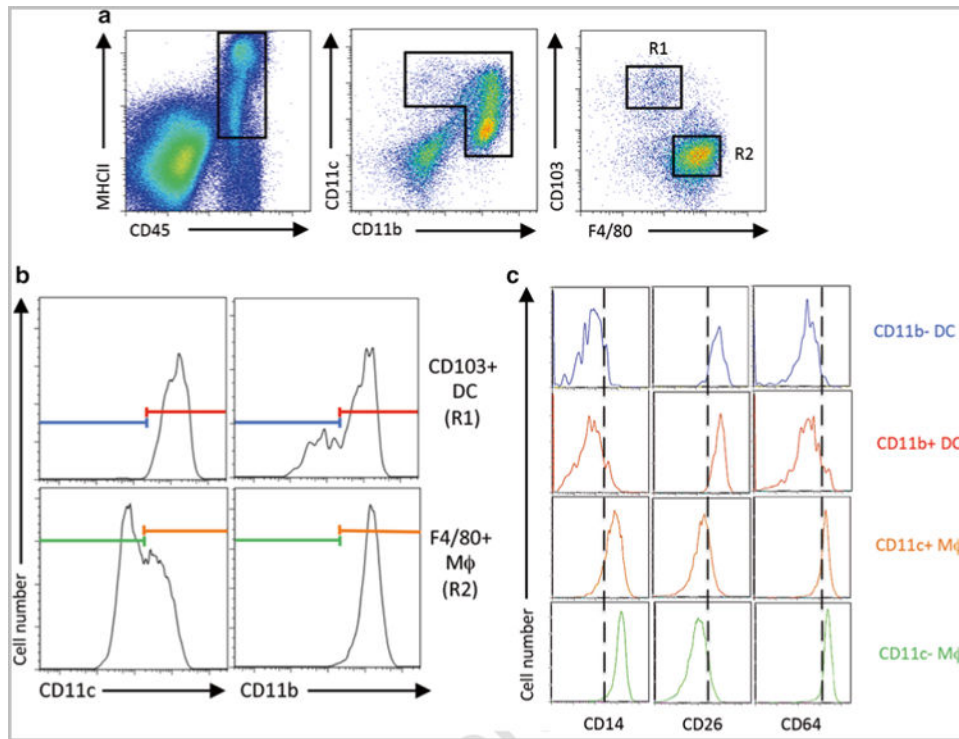 a
MHCII
CD45
CD11c
CD11b
CD103
F4/80
R1
R2
b
Cell number
CD103+
DC
(R1)
F4/80+
Mϕ
(R2)
CD11c
CD11b
c
Cell number
CD11b- DC
CD11b+ DC
CD11c+ Mϕ
CD11c- Mϕ
CD14
CD26
CD64